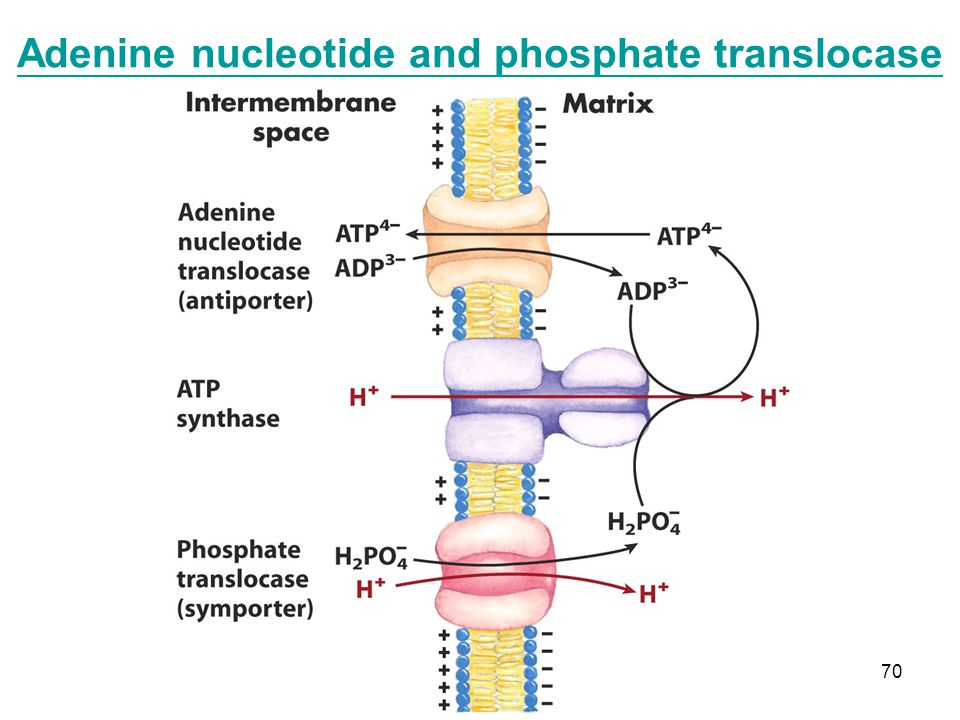 Adenine nucleotide and phosphate translocase
Intermembrane
space
Matrix
+ −
+ −
+ −
+ −
Adenine
nucleotide
translocase
(antiporter)
ATP⁴⁻
ATP⁴⁻
ADP³⁻
ADP³⁻
+ −
+ −
ATP
synthase
H⁺
H⁺
+ −
+ −
H₂PO₄⁻
Phosphate
translocase
(symporter)
H₂PO₄⁻
H⁺
H⁺
+ −
+ −
+ −
+ −
+ −
70